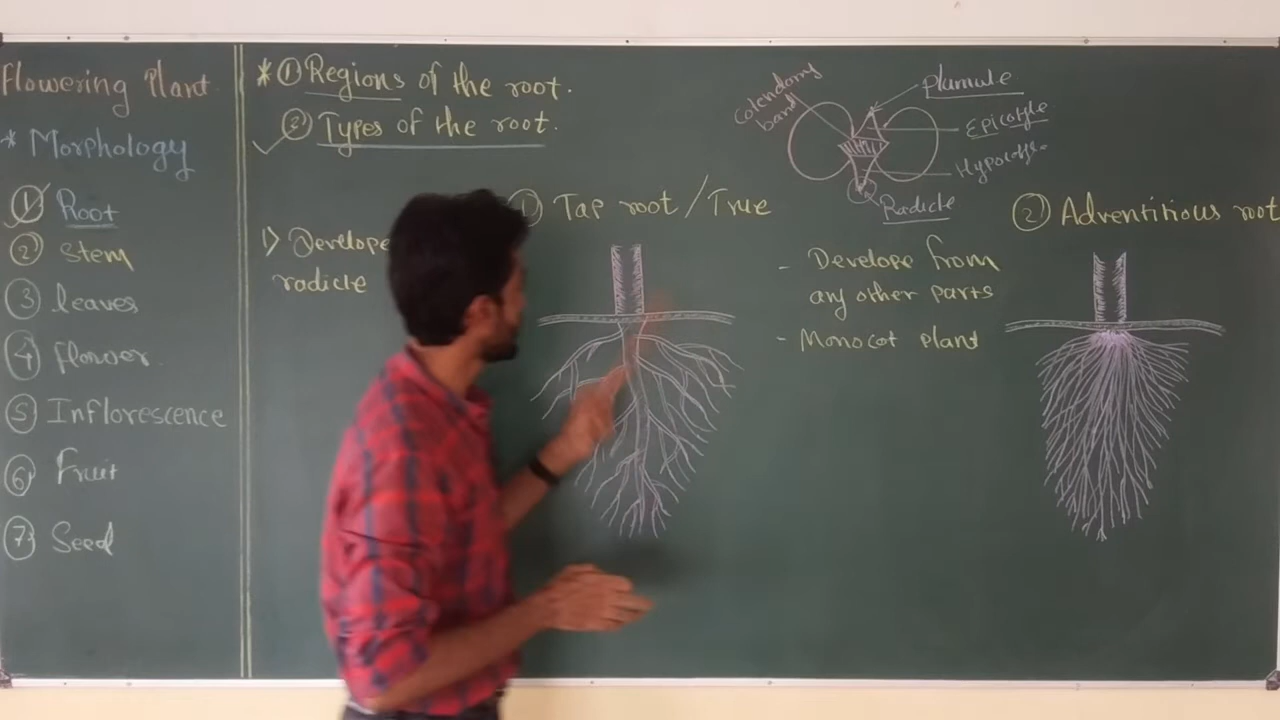 Flowering Plant
* Morphology
① Root
② Stem
③ leaves
④ flower
⑤ Inflorescence
⑥ Fruit
⑦ Seed
* ① Regions of the root.
② Types of the root.
1) Develope
radicle
① Tap root / True
Colendomy
band
Plumule
Epicotyle
Hypocotyle
Radicle
② Adventitious root
- Develope from
any other parts
- Monocot plant